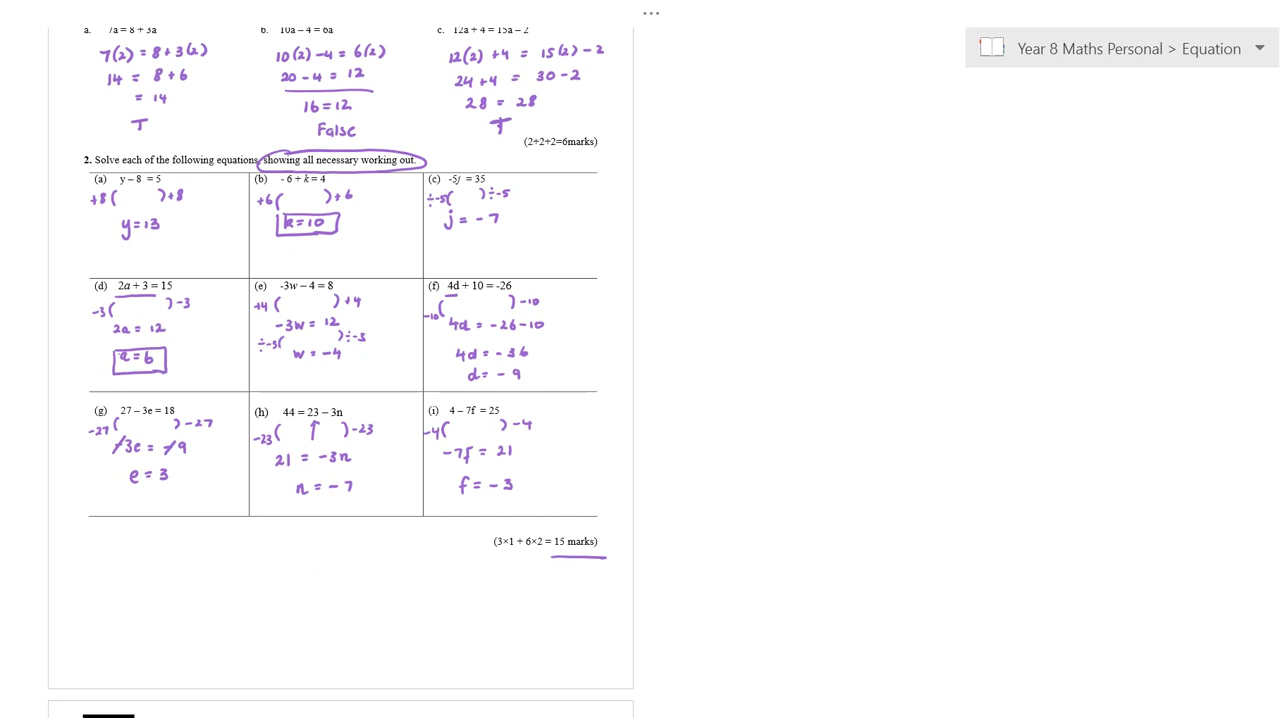 ...
Year 8 Maths Personal > Equation
a. 7a = 8 + 3a
b. 10a – 4 = 6a
c. 12a + 4 = 15a – 2
7(2) = 8+3(2)
14 = 8+6
= 14
T
10(2) -4 = 6(2)
20 - 4 = 12
16 = 12
False
12(2) +4 = 15(2) -2
24 +4 = 30 -2
28 = 28
T
(2+2+2=6marks)
2. Solve each of the following equations, showing all necessary working out.
(a) y – 8 = 5
+8 ( ) +8
y = 13
(b) - 6 + k = 4
+6 ( ) +6
k = 10
(c) -5j = 35
÷-5 ( ) ÷-5
j = - 7
(d) 2a + 3 = 15
-3 ( ) -3
2a = 12
a = 6
(e) -3w – 4 = 8
+4 ( ) +4
-3w = 12
÷-3 ( ) ÷-3
w = -4
(f) 4d + 10 = -26
-10 ( ) -10
4d = -26 -10
4d = - 36
d = - 9
(g) 27 – 3e = 18
-27 ( ) -27
-3e = -9
e = 3
(h) 44 = 23 – 3n
-23 ( ↑ ) -23
21 = -3n
n = - 7
(i) 4 – 7f = 25
-4 ( ) -4
-7f = 21
f = - 3
(3×1 + 6×2 = 15 marks)